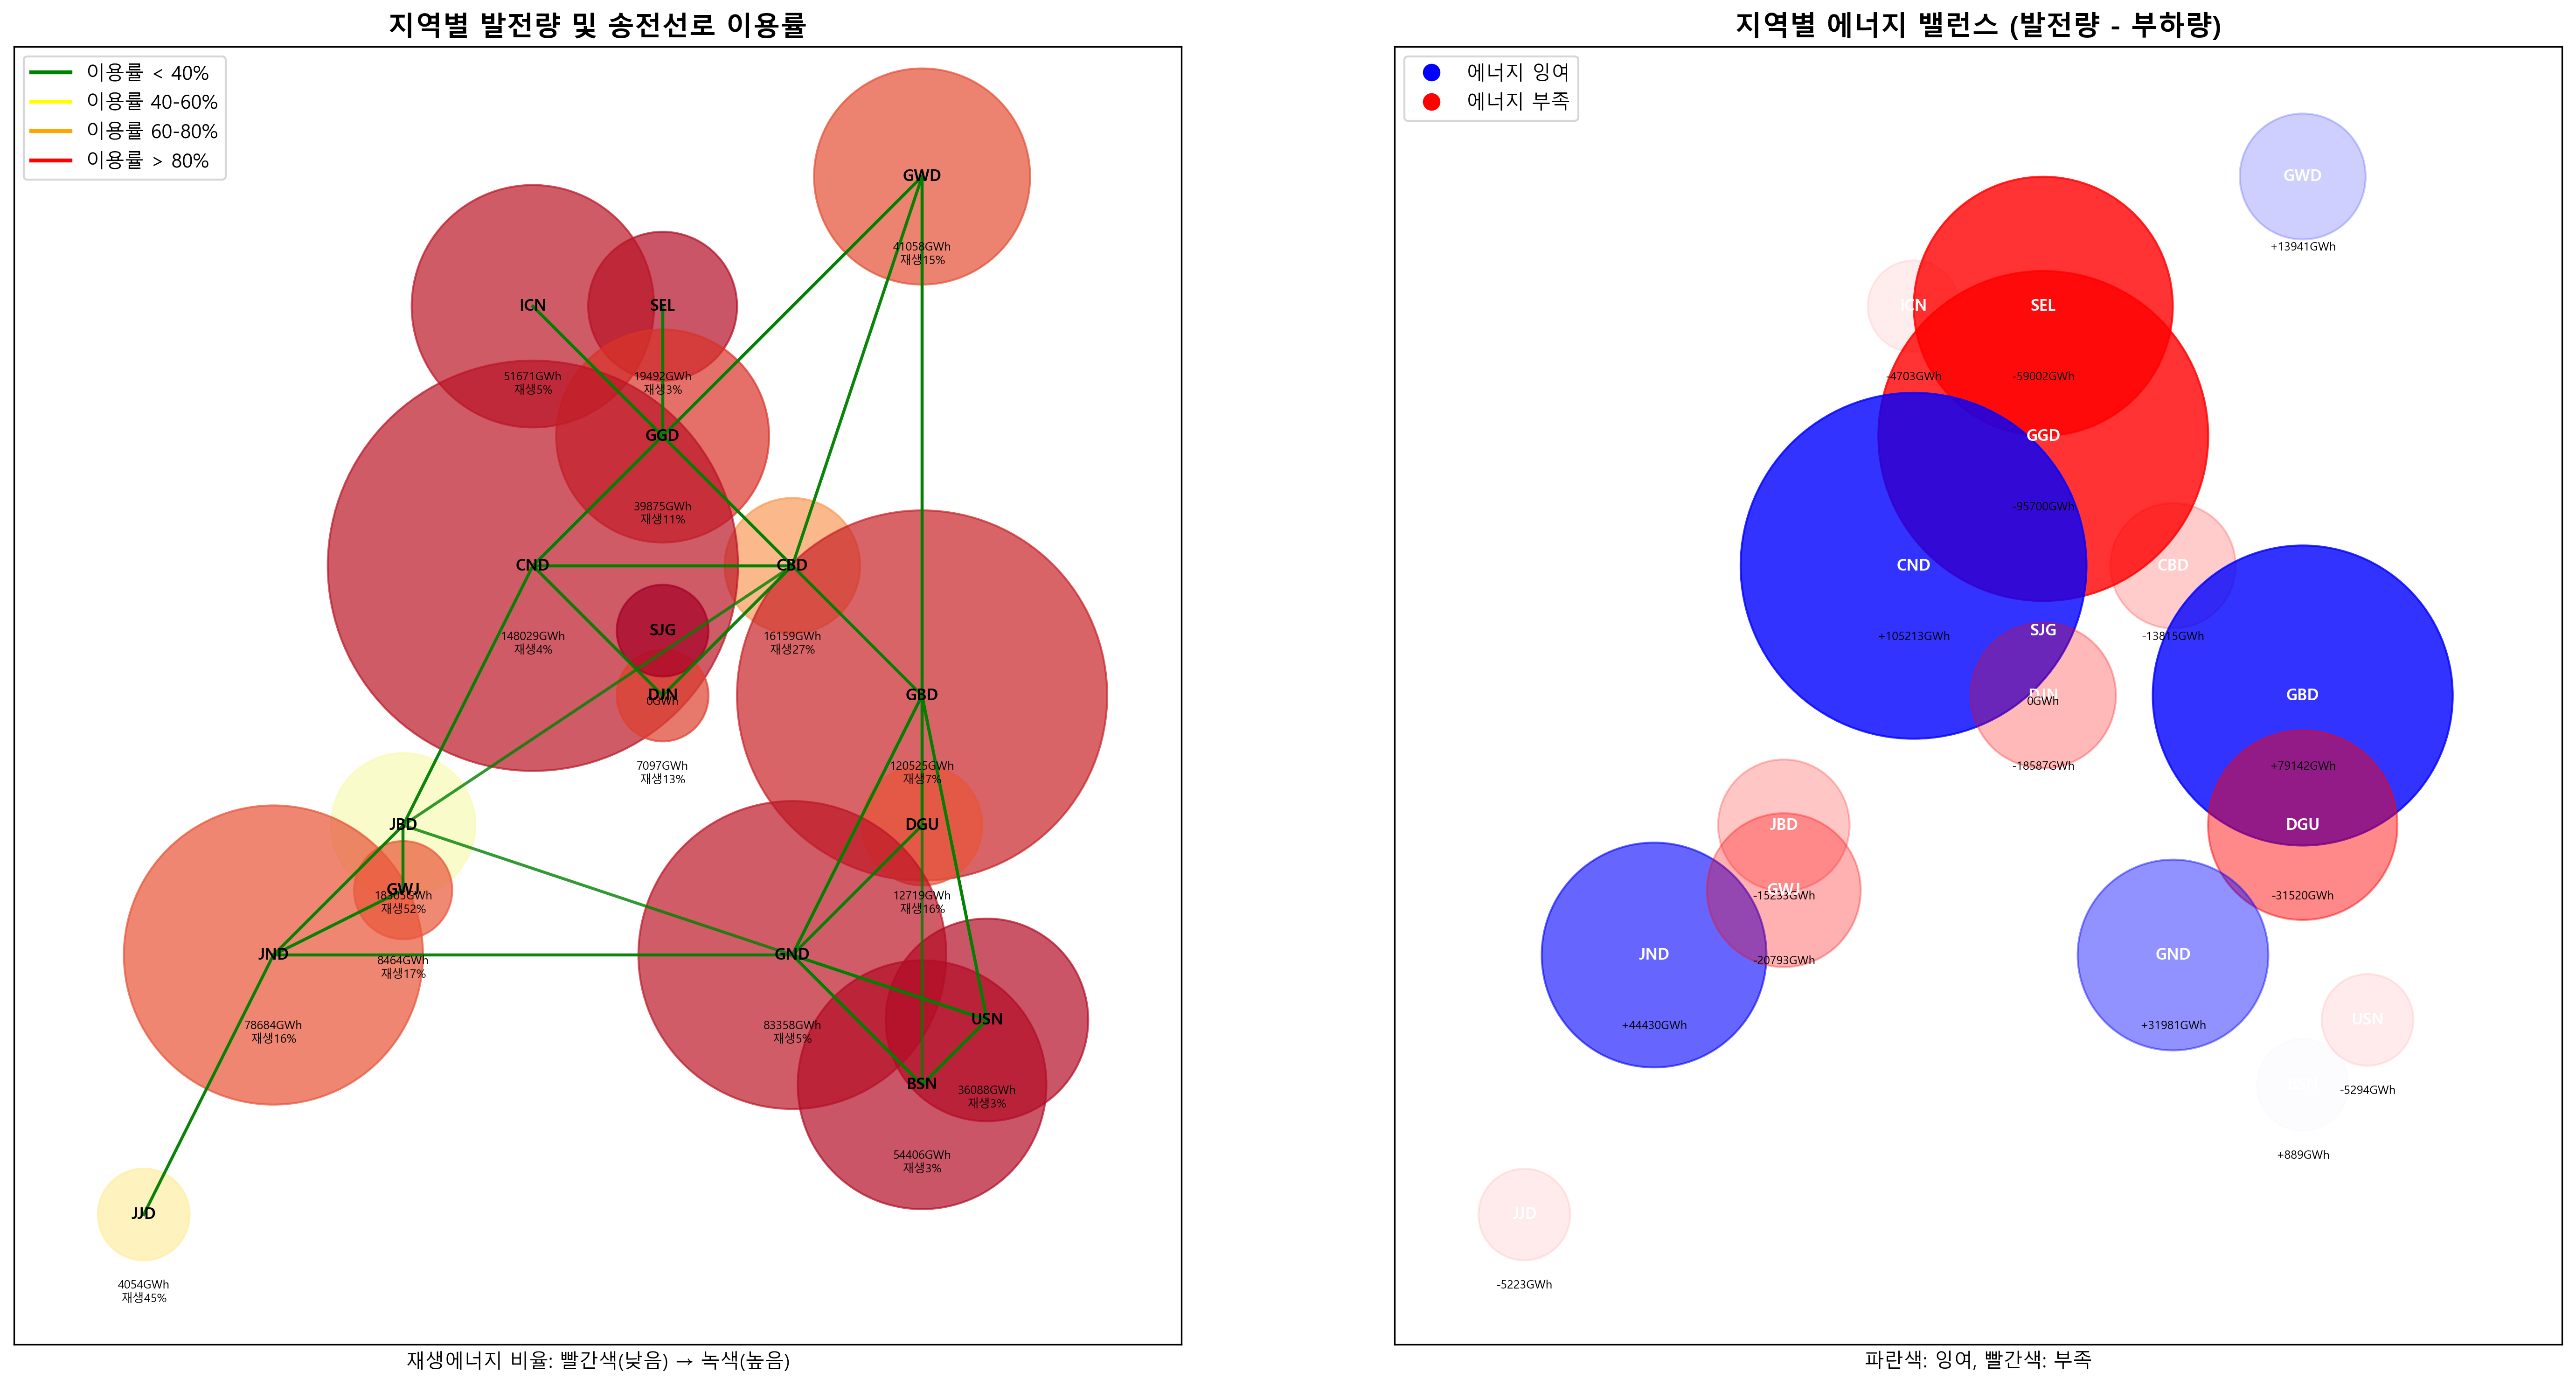 지역별 발전량 및 송전선로 이용률
이용률 < 40%
이용률 40-60%
이용률 60-80%
이용률 > 80%
GWD
41058GWh
재생15%
ICN
SEL
51671GWh
재생5%
19492GWh
재생3%
GGD
39875GWh
재생11%
CND
CBD
148029GWh
재생4%
SJG
16159GWh
재생27%
DJN
0GWh
GBD
7097GWh
재생13%
120525GWh
재생7%
JBD
DGU
GWJ
18305GWh
재생52%
12719GWh
재생16%
JND
8464GWh
재생17%
GND
78684GWh
재생16%
83358GWh
재생5%
USN
BSN
36088GWh
재생3%
54406GWh
재생3%
JJD
4054GWh
재생45%
재생에너지 비율: 빨간색(낮음) → 녹색(높음)
지역별 에너지 밸런스 (발전량 - 부하량)
에너지 잉여
에너지 부족
GWD
+13941GWh
ICN
SEL
-4703GWh
-59002GWh
GGD
-95700GWh
CND
CBD
+105213GWh
SJG
-13815GWh
DJN
0GWh
GBD
-18587GWh
+79142GWh
JBD
DGU
GWJ
-15233GWh
-31520GWh
JND
-20793GWh
GND
+44430GWh
+31981GWh
USN
-5294GWh
+889GWh
JJD
-5223GWh
파란색: 잉여, 빨간색: 부족